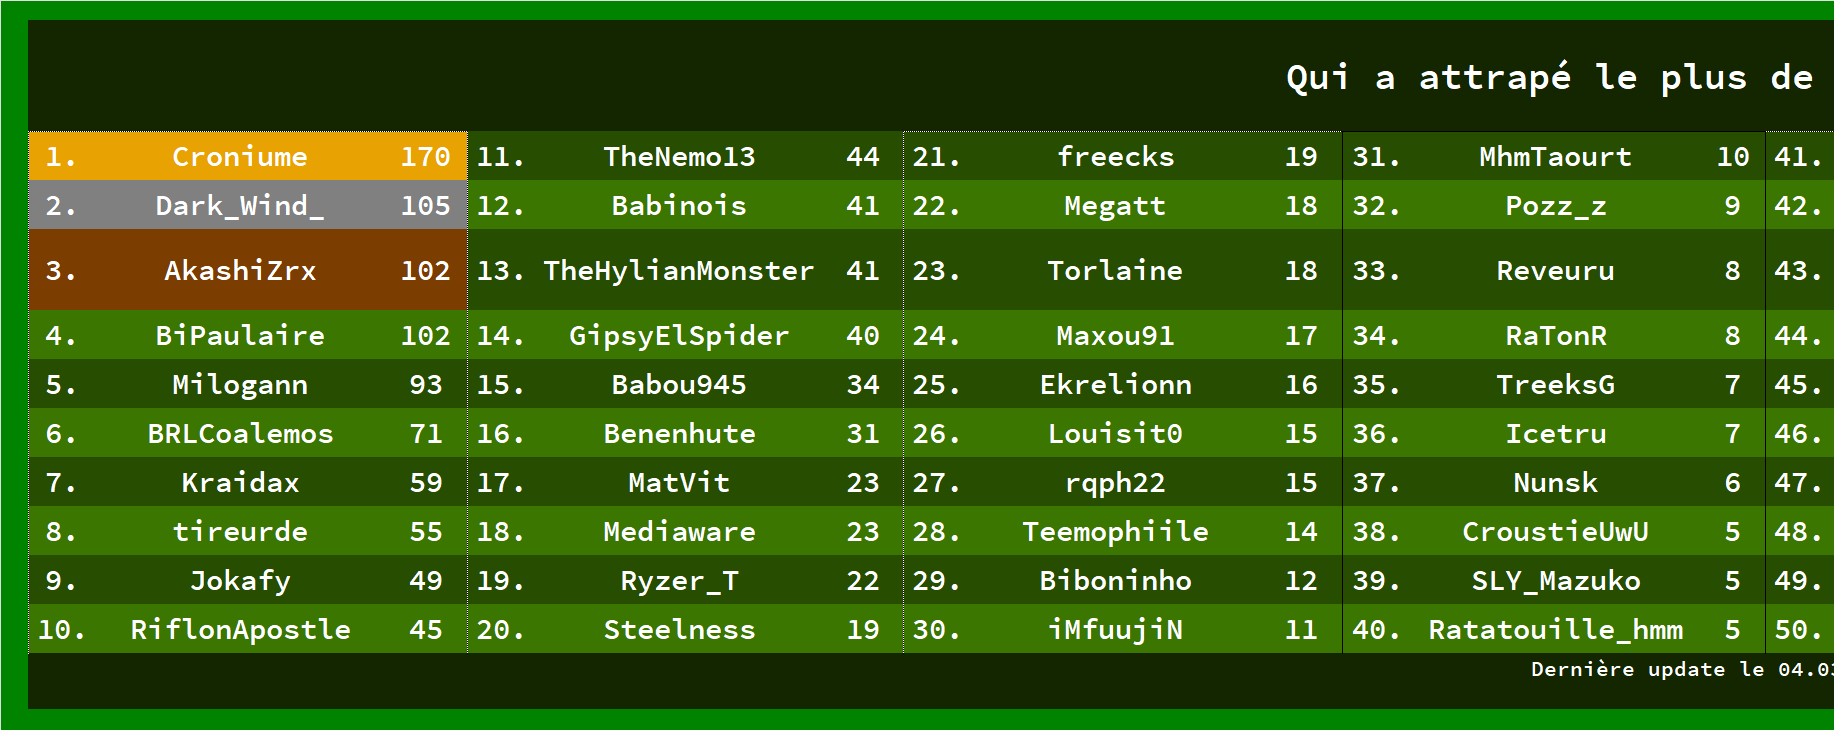 Qui a attrapé le plus de
1. Croniume 170 11. TheNemo13 44 21. freecks 19 31. MhmTaourt 10 41.
2. Dark_Wind_ 105 12. Babinois 41 22. Megatt 18 32. Pozz_z 9 42.
3. AkashiZrx 102 13. TheHylianMonster 41 23. Torlaine 18 33. Reveuru 8 43.
4. BiPaulaire 102 14. GipsyElSpider 40 24. Maxou91 17 34. RaTonR 8 44.
5. Milogann 93 15. Babou945 34 25. Ekrelionn 16 35. TreeksG 7 45.
6. BRLCoalemos 71 16. Benenhute 31 26. Louisit0 15 36. Icetru 7 46.
7. Kraidax 59 17. MatVit 23 27. rqph22 15 37. Nunsk 6 47.
8. tireurde 55 18. Mediaware 23 28. Teemophiile 14 38. CroustieUwU 5 48.
9. Jokafy 49 19. Ryzer_T 22 29. Biboninho 12 39. SLY_Mazuko 5 49.
10. RiflonApostle 45 20. Steelness 19 30. iMfuujiN 11 40. Ratatouille_hmm 5 50.
Dernière update le 04.03